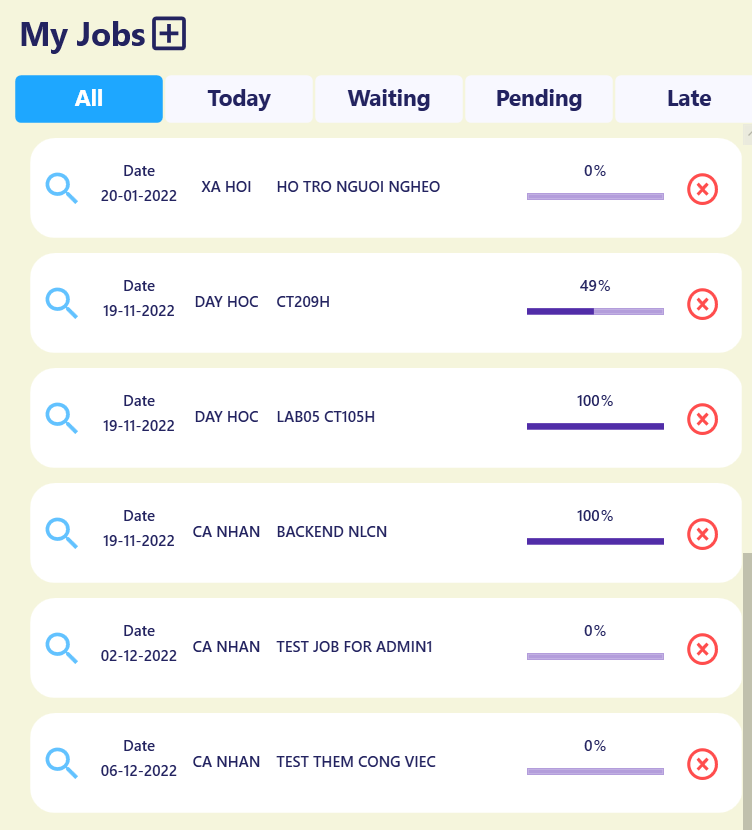 My Jobs
All Today Waiting Pending Late
Date
20-01-2022
XA HOI
HO TRO NGUOI NGHEO
0%
Date
19-11-2022
DAY HOC
CT209H
49%
Date
19-11-2022
DAY HOC
LAB05 CT105H
100%
Date
19-11-2022
CA NHAN
BACKEND NLCN
100%
Date
02-12-2022
CA NHAN
TEST JOB FOR ADMIN1
0%
Date
06-12-2022
CA NHAN
TEST THEM CONG VIEC
0%